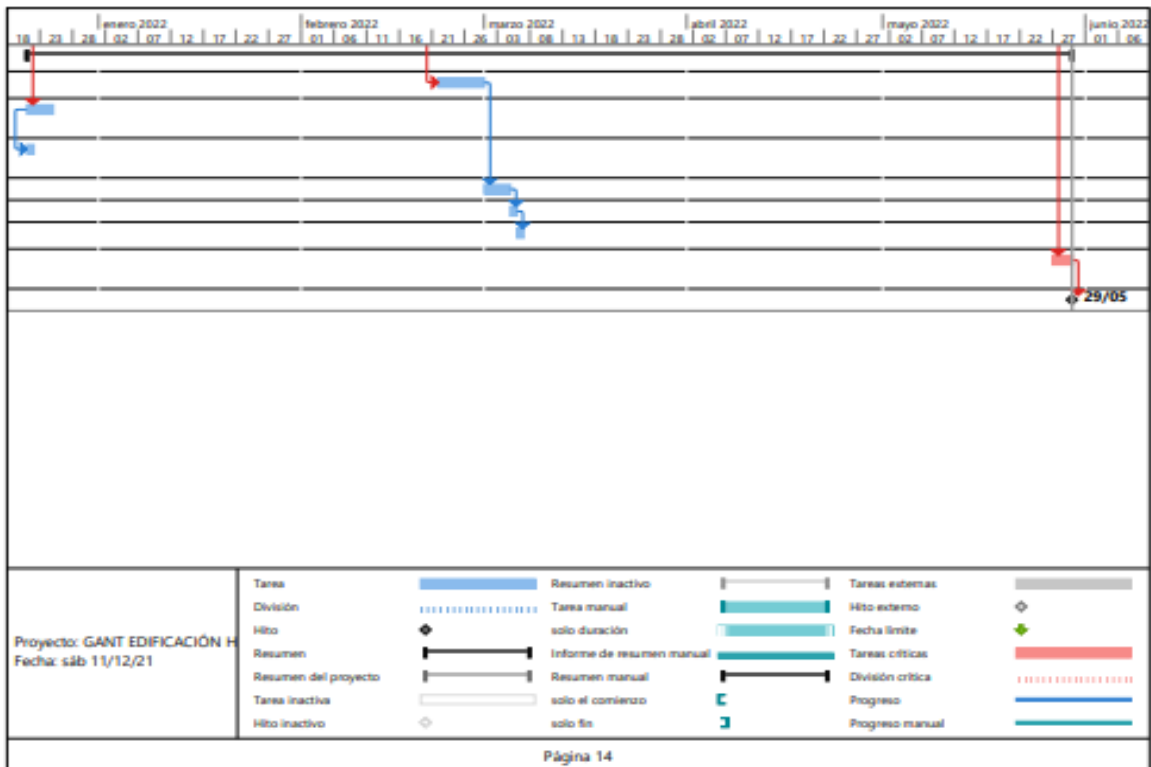 enero 2022 febrero 2022 marzo 2022 abril 2022 mayo 2022 junio 2022
18 23 28 02 07 12 17 22 27 01 06 11 16 21 26 03 08 13 18 23 28 02 07 12 17 22 27 02 07 12 17 22 27 01 06
29/05
Proyecto: GANT EDIFICACIÓN H
Fecha: sáb 11/12/21
Tarea Resumen inactivo Tareas externas
División Tarea manual Hito externo
Hito solo duración Fecha límite
Resumen Informe de resumen manual Tareas críticas
Resumen del proyecto Resumen manual División crítica
Tarea inactiva solo el comienzo Progreso
Hito inactivo solo fin Progreso manual
Página 14